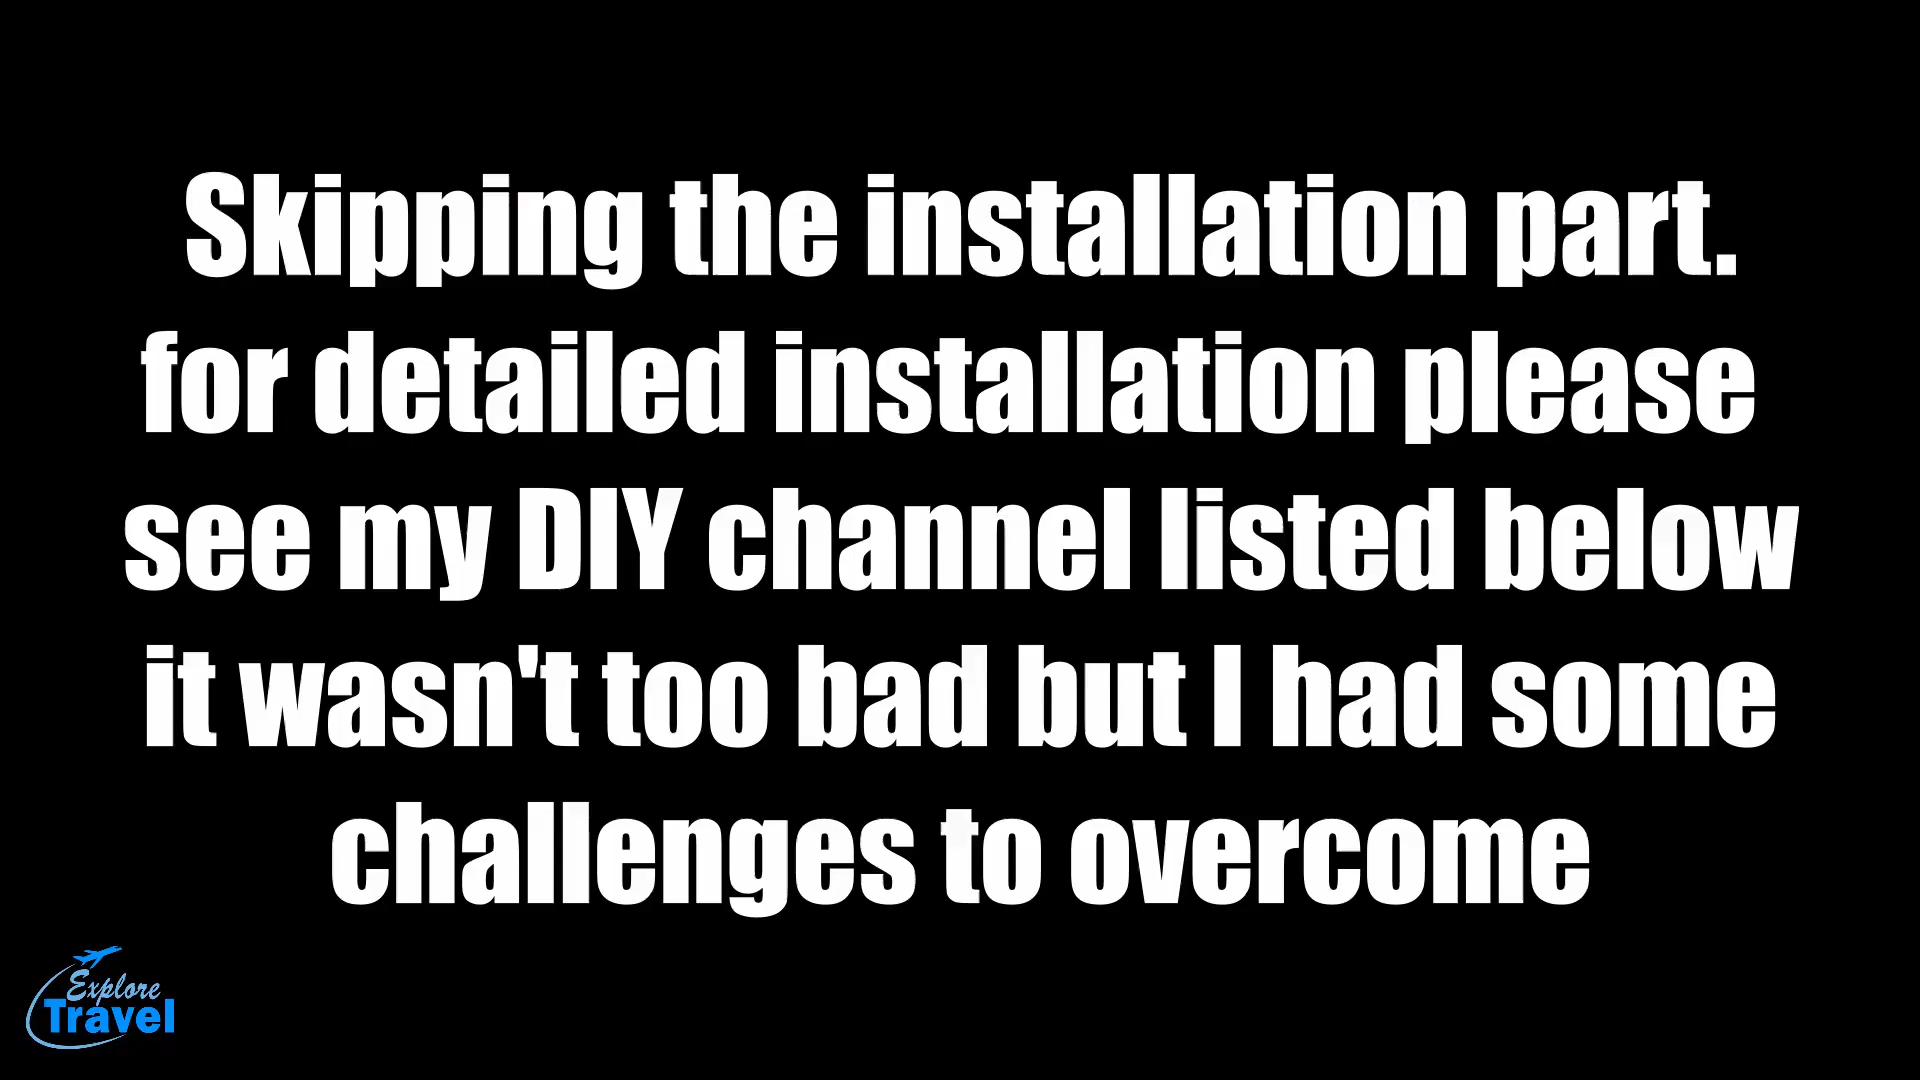 Skipping the installation part.
for detailed installation please
see my DIY channel listed below
it wasn't too bad but I had some
challenges to overcome
Explore
Travel